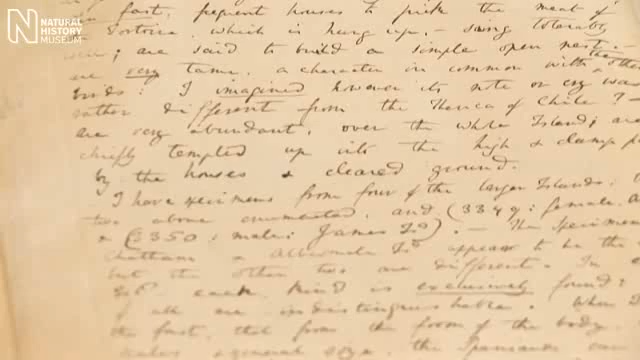 NATURAL
HISTORY
MUSEUM
fast, frequent houses to pick the meat of
Tortoise, which is hung up, - sing tolerably
well; are said to build a simple open nest. -
are very tame, a character in common with other
birds: I imagined however its note or cry was
rather different from the Thenca of Chile? -
are very abundant, over the whole Island; are
chiefly tempted up into the high & damp
by the houses & cleared ground.
I have specimens from four of the larger Islands;
two above enumerated, and (3349: female.
(3350: male: James Isd). - The specimens
Chatham & Albemarle Isd appear to be the
but the other two are different. In
Isd each kind is exclusively found:
of all are indistinguishable. When I
the fact, that from the form of the body,
scales & general size, the Spaniards can